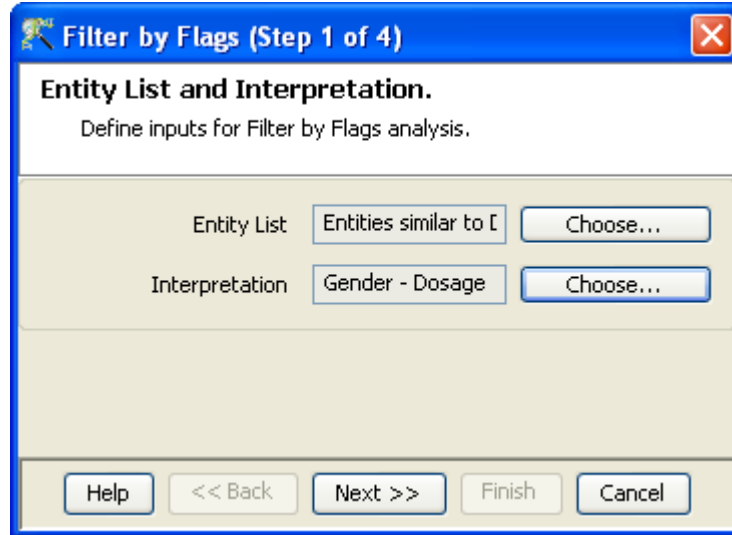 Filter by Flags (Step 1 of 4)
Entity List and Interpretation.
Define inputs for Filter by Flags analysis.
Entity List Entities similar to D Choose...
Interpretation Gender - Dosage Choose...
Help << Back Next >> Finish Cancel